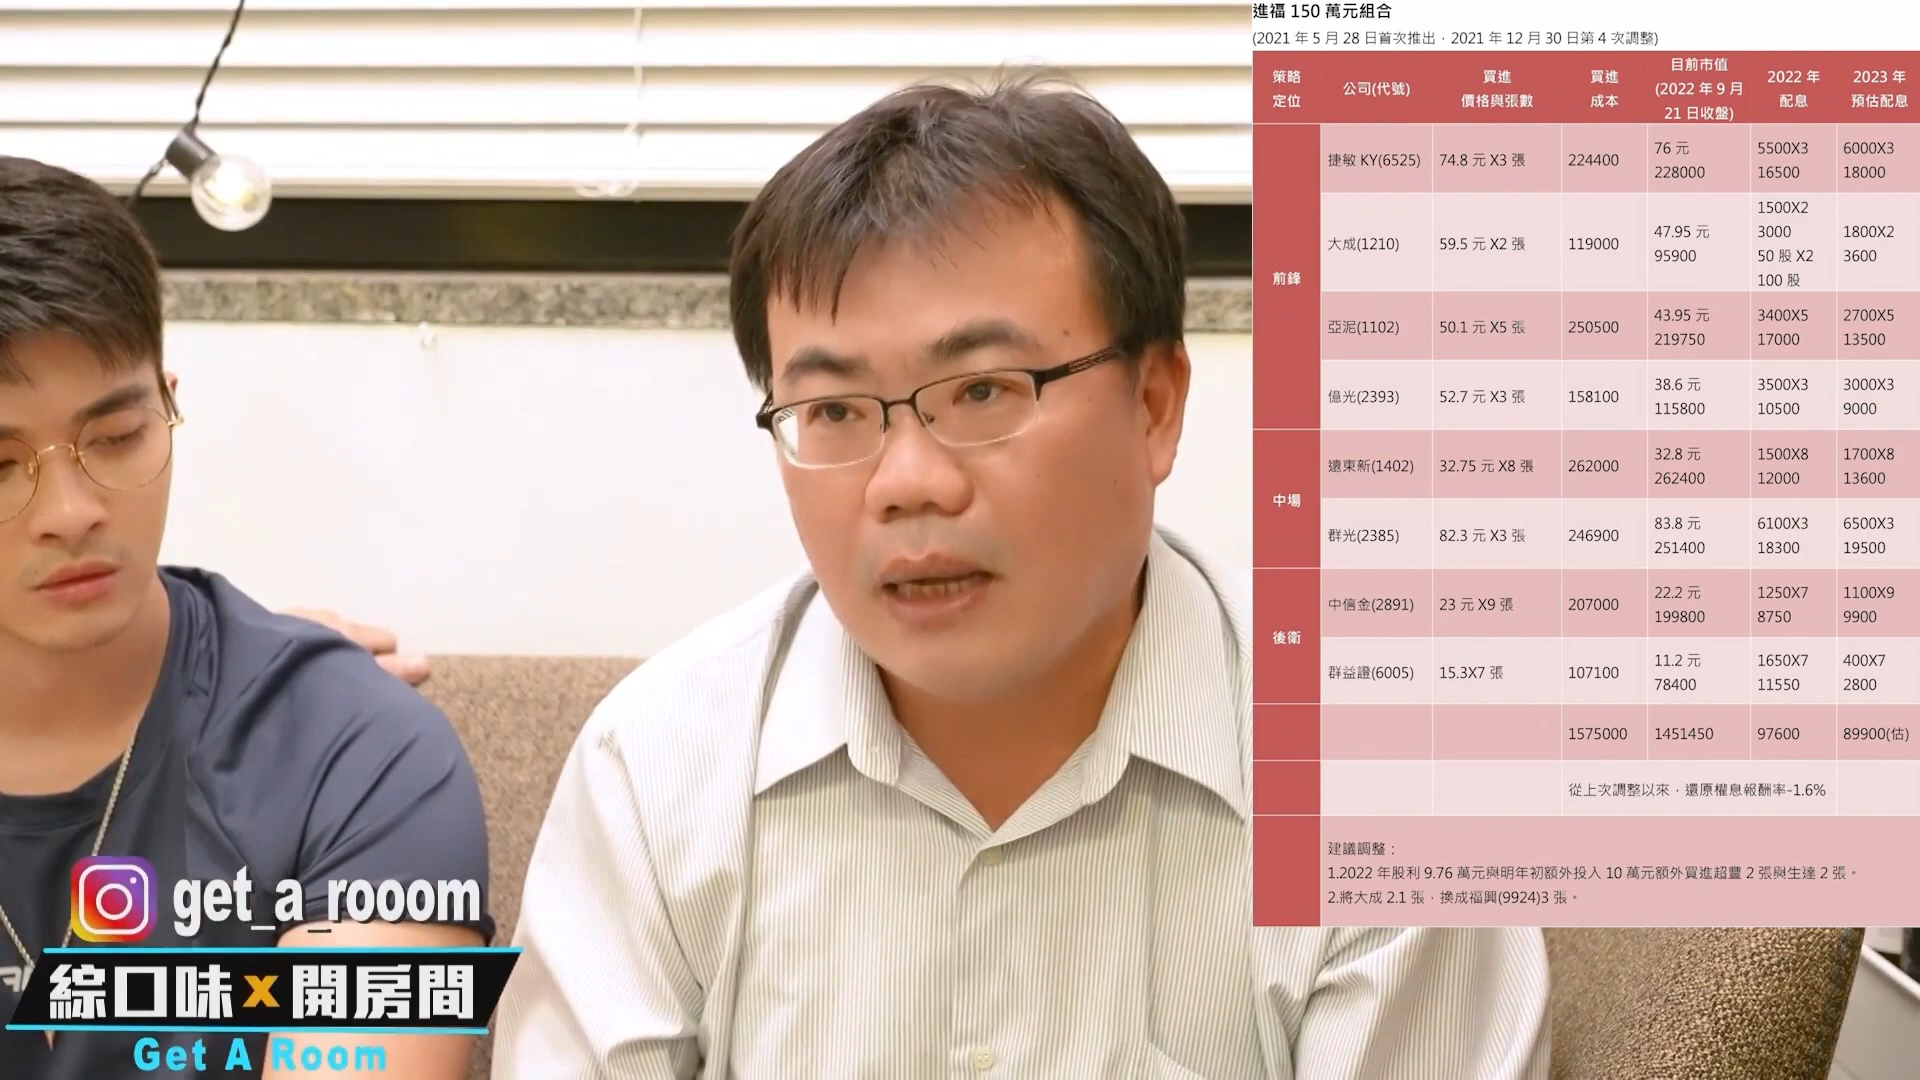 進福 150 萬元組合
(2021 年 5 月 28 日首次推出，2021 年 12 月 30 日第 4 次調整)
策略
定位
公司(代號)
買進
價格與張數
買進
成本
目前市值
(2022 年 9 月
21 日收盤)
2022 年
配息
2023 年
預估配息
前鋒
捷敏 KY(6525)
74.8 元 X3 張
224400
76 元
228000
5500X3
16500
6000X3
18000
大成(1210)
59.5 元 X2 張
119000
47.95 元
95900
1500X2
3000
50 股 X2
100 股
1800X2
3600
亞泥(1102)
50.1 元 X5 張
250500
43.95 元
219750
3400X5
17000
2700X5
13500
億光(2393)
52.7 元 X3 張
158100
38.6 元
115800
3500X3
10500
3000X3
9000
中場
遠東新(1402)
32.75 元 X8 張
262000
32.8 元
262400
1500X8
12000
1700X8
13600
群光(2385)
82.3 元 X3 張
246900
83.8 元
251400
6100X3
18300
6500X3
19500
後衛
中信金(2891)
23 元 X9 張
207000
22.2 元
199800
1250X7
8750
1100X9
9900
群益證(6005)
15.3X7 張
107100
11.2 元
78400
1650X7
11550
400X7
2800
1575000
1451450
97600
89900(估)
從上次調整以來，還原權息報酬率-1.6%
建議調整：
1.2022 年股利 9.76 萬元與明年初額外投入 10 萬元額外買進超豐 2 張與生達 2 張。
2.將大成 2.1 張，換成福興(9924)3 張。
get_a_rooom
綜口味x開房間
Get A Room